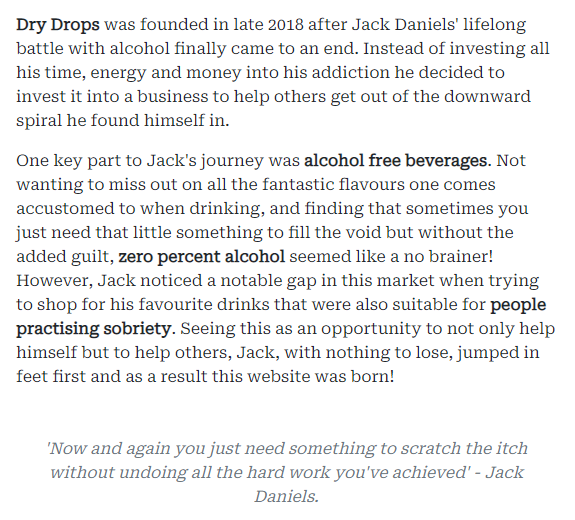 Dry Drops was founded in late 2018 after Jack Daniels' lifelong
battle with alcohol finally came to an end. Instead of investing all
his time, energy and money into his addiction he decided to
invest it into a business to help others get out of the downward
spiral he found himself in.
One key part to Jack's journey was alcohol free beverages. Not
wanting to miss out on all the fantastic flavours one comes
accustomed to when drinking, and finding that sometimes you
just need that little something to fill the void but without the
added guilt, zero percent alcohol seemed like a no brainer!
However, Jack noticed a notable gap in this market when trying
to shop for his favourite drinks that were also suitable for people
practising sobriety. Seeing this as an opportunity to not only help
himself but to help others, Jack, with nothing to lose, jumped in
feet first and as a result this website was born!
'Now and again you just need something to scratch the itch
without undoing all the hard work you've achieved' - Jack
Daniels.